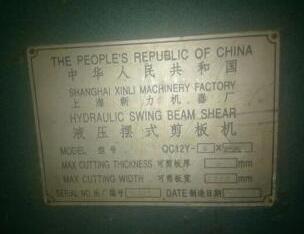 THE PEOPLE'S REPUBLIC OF CHINA
中华人民共和国
SHANGHAI XINLI MACHINERY FACTORY
上海新力机器厂
HYDRAULIC SWING BEAM SHEAR
液压摆式剪板机
MODEL 型号 QC12Y- ×
MAX CUTTING THICKNESS 可剪板厚 mm
MAX CUTTING WIDTH 可剪板宽 mm
SERIAL NO 出厂编号 DATE 制造日期